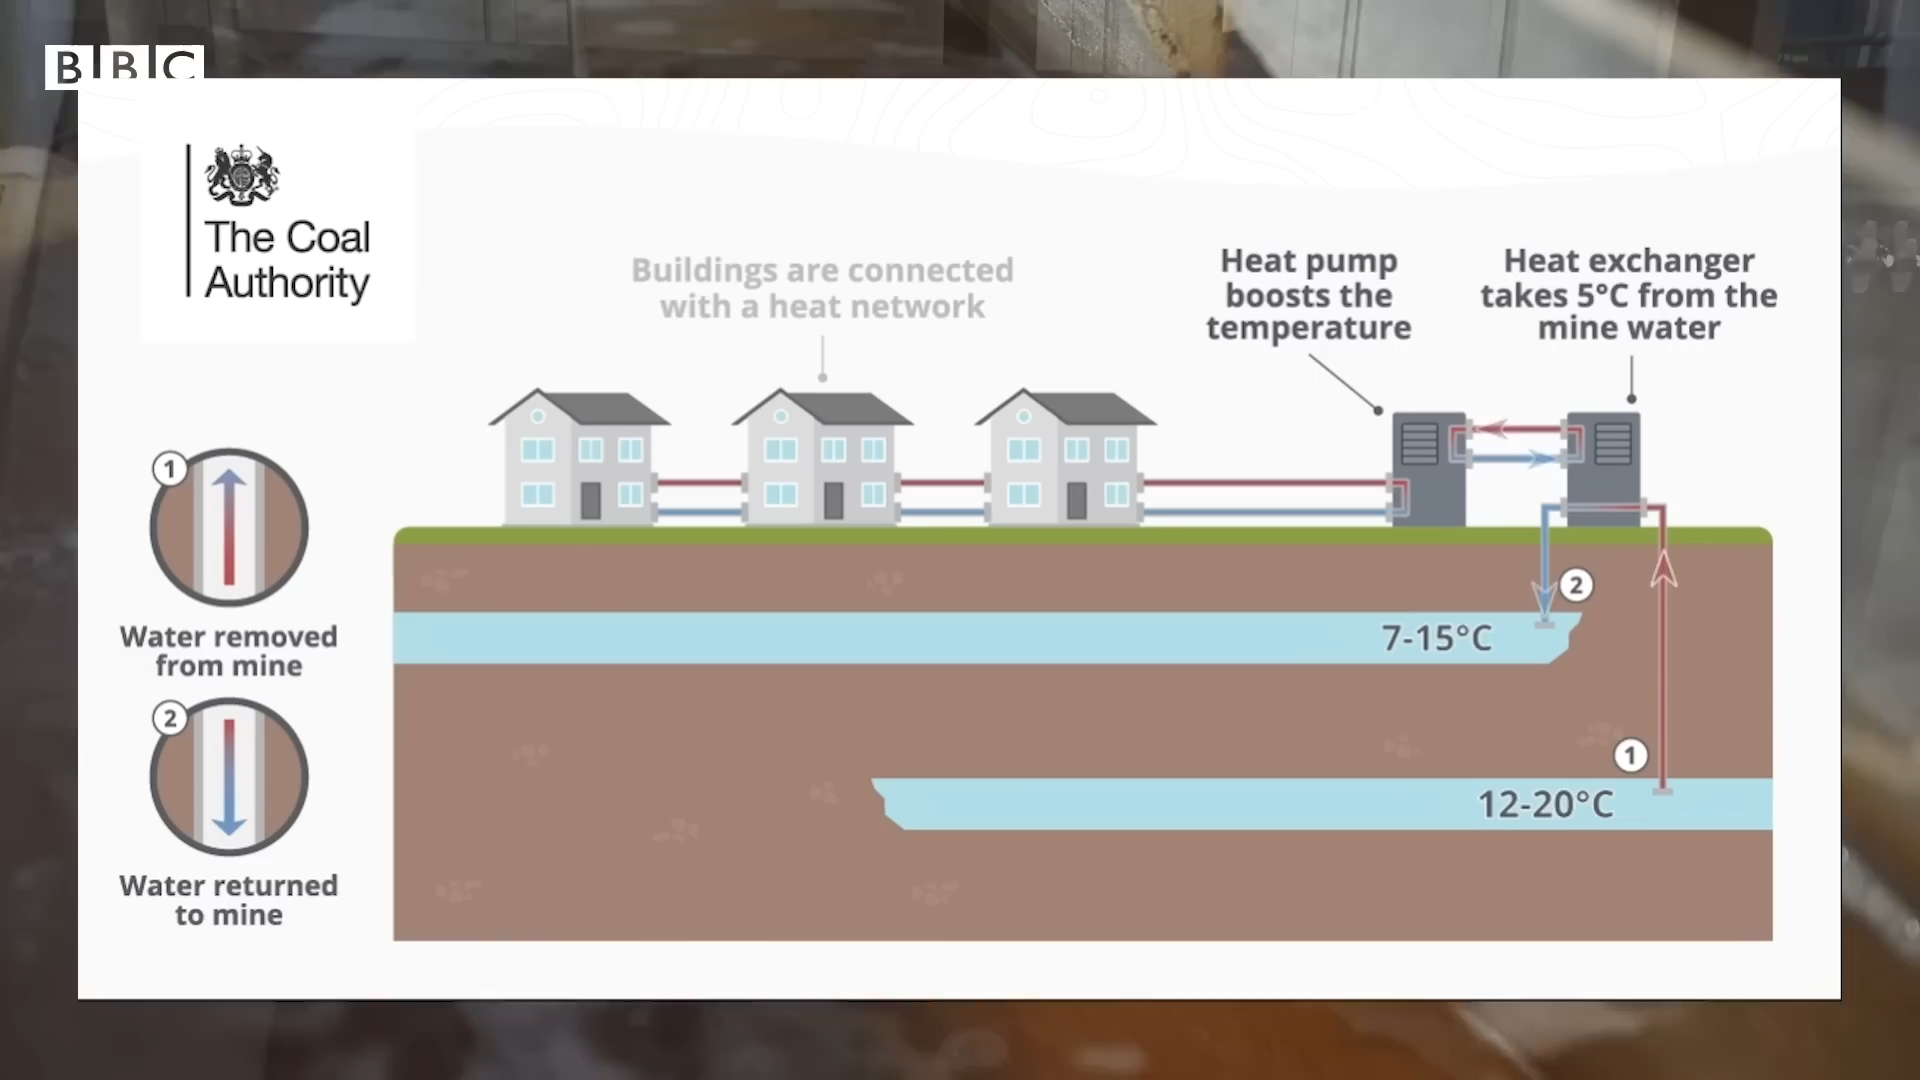 BBC
The Coal
Authority
Buildings are connected
with a heat network
Heat pump
boosts the
temperature
Heat exchanger
takes 5°C from the
mine water
1
Water removed
from mine
2
Water returned
to mine
2
7-15°C
1
12-20°C